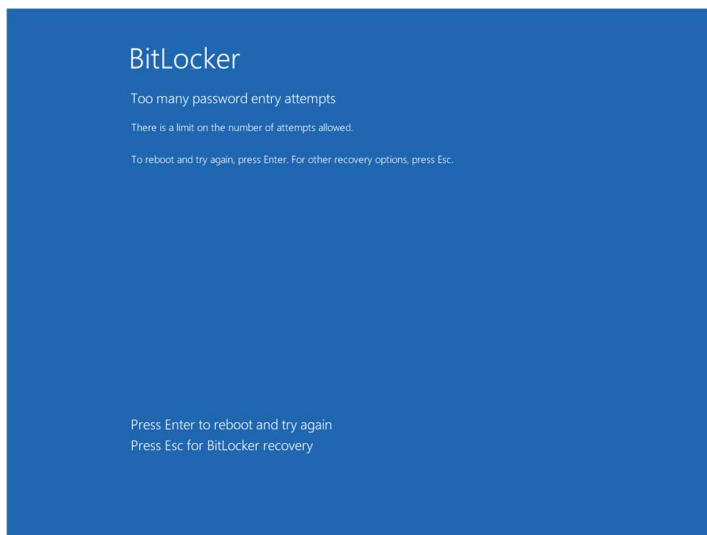 BitLocker
Too many password entry attempts
There is a limit on the number of attempts allowed.
To reboot and try again, press Enter. For other recovery options, press Esc.
Press Enter to reboot and try again
Press Esc for BitLocker recovery